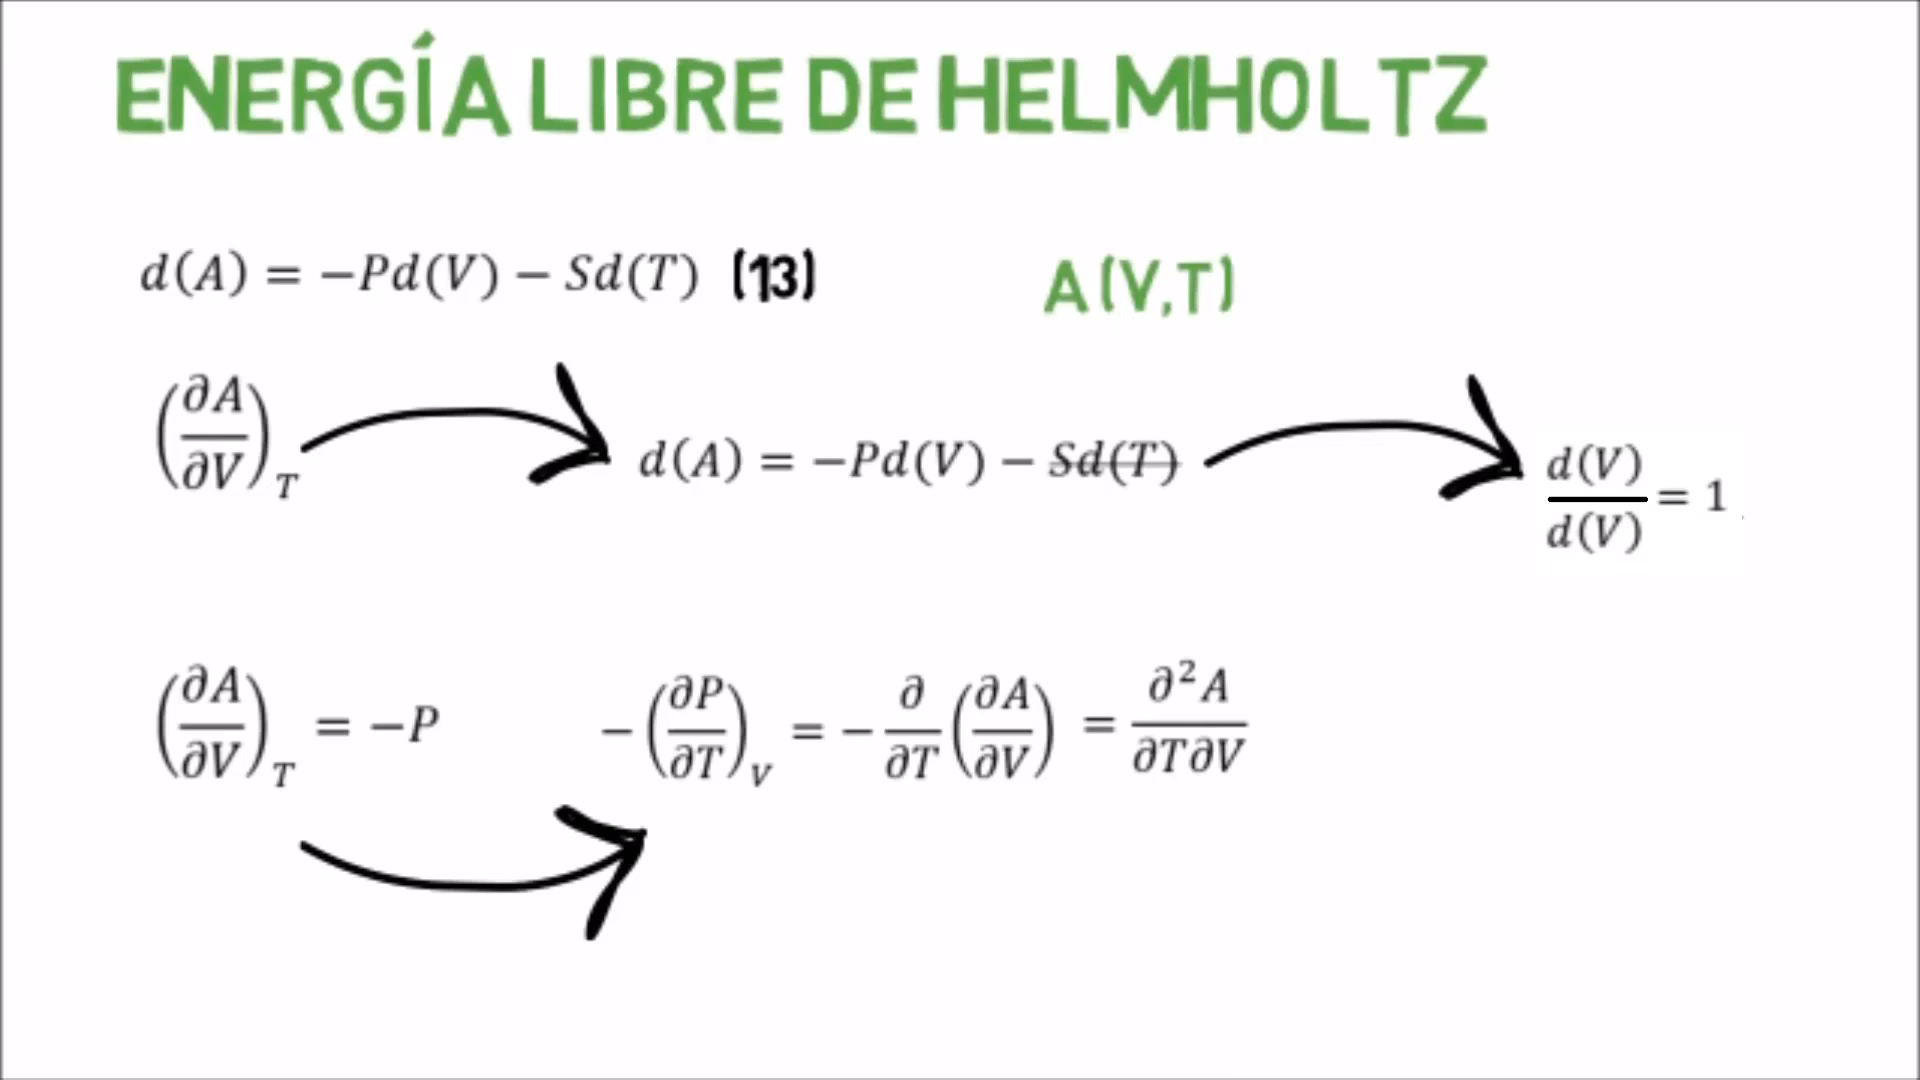 ENERGÍA LIBRE DE HELMHOLTZ
d(A) = −Pd(V) − Sd(T) (13)
A (V,T)
(∂A/∂V)_T
d(A) = −Pd(V) − Sd(T)
d(V)/d(V) = 1
(∂A/∂V)_T = −P
−(∂P/∂T)_V = −∂/∂T (∂A/∂V) = ∂²A/∂T∂V